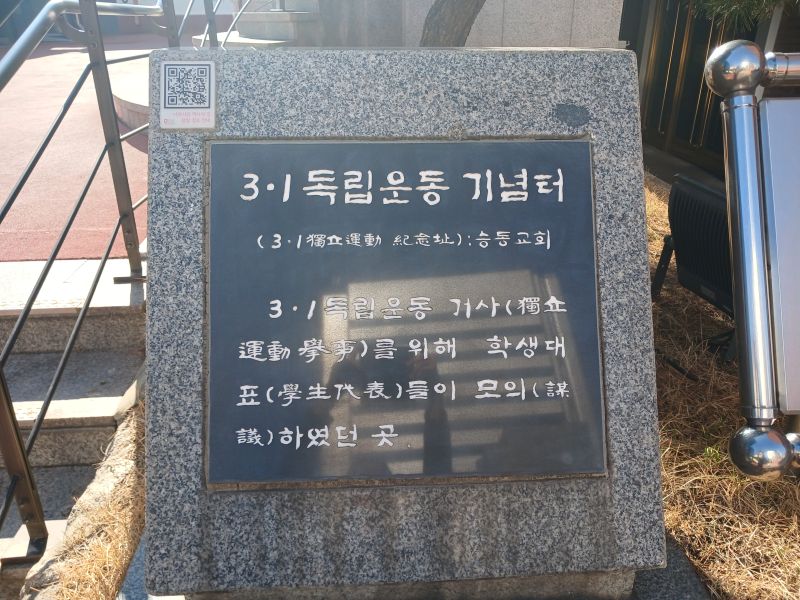 3·1 독립운동 기념터
(3·1獨立運動 紀念址):승동교회
3·1독립운동 거사(獨立
運動擧事)를 위해 학생대
표(學生代表)들이 모의(謀
議)하였던 곳